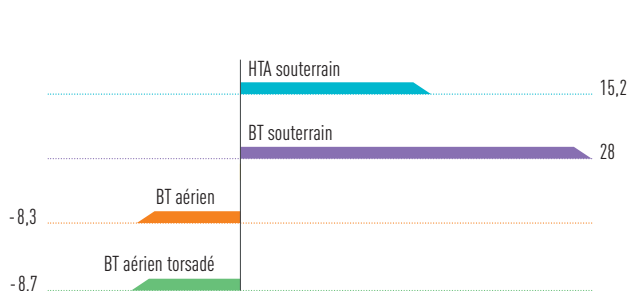 HTA souterrain
15,2
BT souterrain
28
BT aérien
- 8,3
BT aérien torsadé
- 8.7